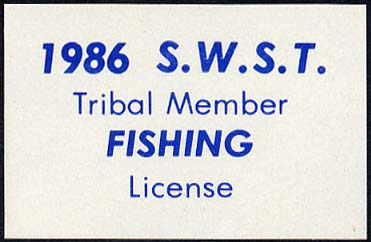 1986 S.W.S.T.
Tribal Member
FISHING
License